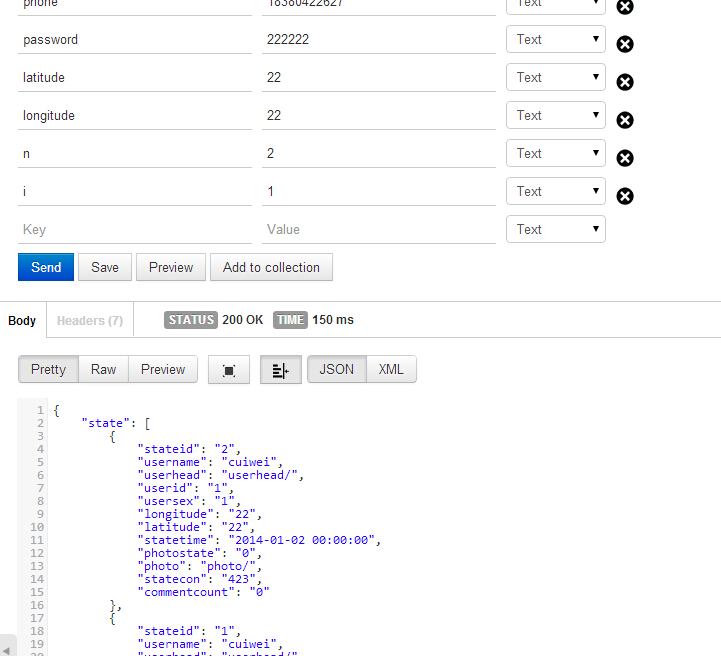 phone 18380422627 Text
password 222222 Text
latitude 22 Text
longitude 22 Text
n 2 Text
i 1 Text
Key Value Text
Send Save Preview Add to collection
Body Headers (7) STATUS 200 OK TIME 150 ms
Pretty Raw Preview JSON XML
1 {
2 "state": [
3 {
4 "stateid": "2",
5 "username": "cuiwei",
6 "userhead": "userhead/",
7 "userid": "1",
8 "usersex": "1",
9 "longitude": "22",
10 "latitude": "22",
11 "statetime": "2014-01-02 00:00:00",
12 "photostate": "0",
13 "photo": "photo/",
14 "statecon": "423",
15 "commentcount": "0"
16 },
17 {
18 "stateid": "1",
19 "username": "cuiwei",
20 "userhead": "userhead/"